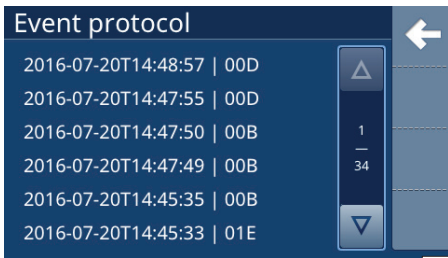 Event protocol
2016-07-20T14:48:57 | 00D
2016-07-20T14:47:55 | 00D
2016-07-20T14:47:50 | 00B
2016-07-20T14:47:49 | 00B
2016-07-20T14:45:35 | 00B
2016-07-20T14:45:33 | 01E
1
34